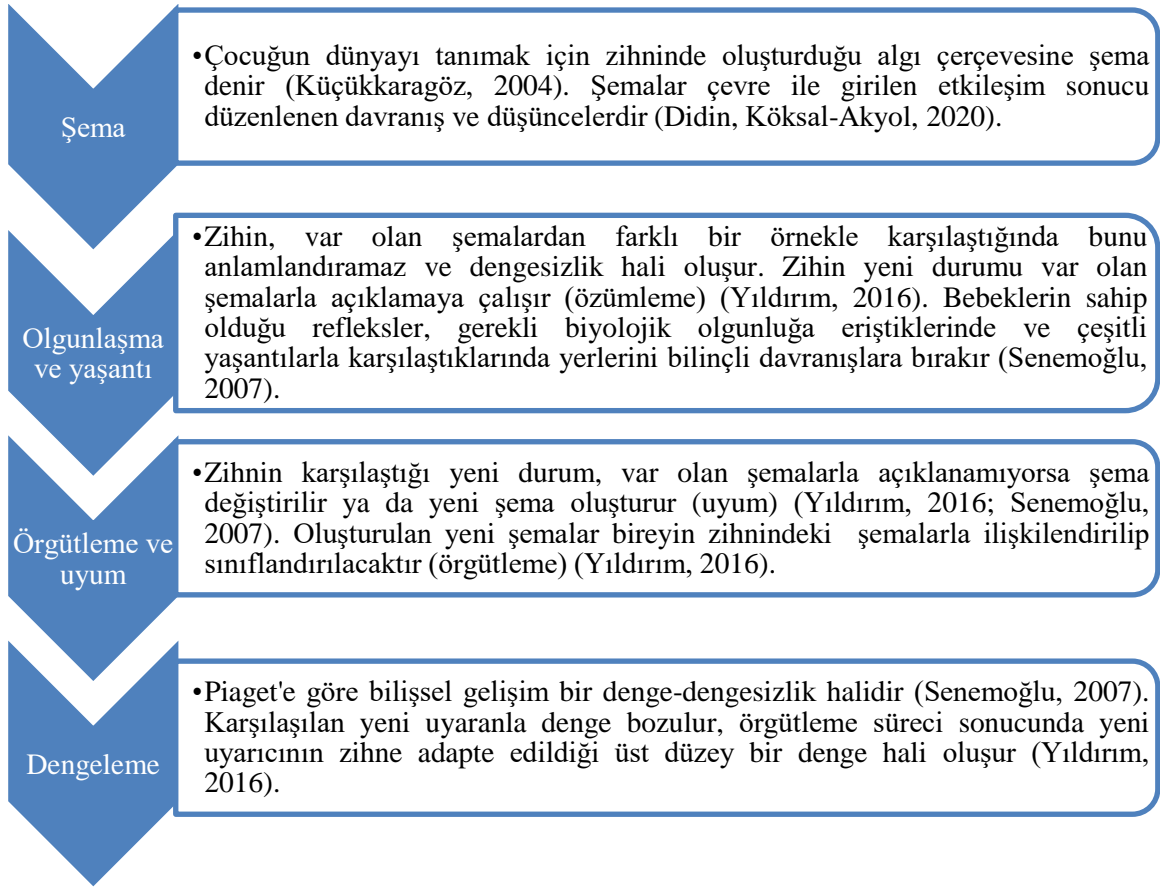 Şema
•Çocuğun dünyayı tanımak için zihninde oluşturduğu algı çerçevesine şema
denir (Küçükkaragöz, 2004). Şemalar çevre ile girilen etkileşim sonucu
düzenlenen davranış ve düşüncelerdir (Didin, Köksal-Akyol, 2020).
Olgunlaşma
ve yaşantı
•Zihin, var olan şemalardan farklı bir örnekle karşılaştığında bunu
anlamlandıramaz ve dengesizlik hali oluşur. Zihin yeni durumu var olan
şemalarla açıklamaya çalışır (özümleme) (Yıldırım, 2016). Bebeklerin sahip
olduğu refleksler, gerekli biyolojik olgunluğa eriştiklerinde ve çeşitli
yaşantılarla karşılaştıklarında yerlerini bilinçli davranışlara bırakır (Senemoğlu,
2007).
Örgütleme ve
uyum
•Zihnin karşılaştığı yeni durum, var olan şemalarla açıklanamıyorsa şema
değiştirilir ya da yeni şema oluşturur (uyum) (Yıldırım, 2016; Senemoğlu,
2007). Oluşturulan yeni şemalar bireyin zihnindeki şemalarla ilişkilendirilip
sınıflandırılacaktır (örgütleme) (Yıldırım, 2016).
Dengeleme
•Piaget'e göre bilişsel gelişim bir denge-dengesizlik halidir (Senemoğlu, 2007).
Karşılaşılan yeni uyaranla denge bozulur, örgütleme süreci sonucunda yeni
uyarıcının zihne adapte edildiği üst düzey bir denge hali oluşur (Yıldırım,
2016).